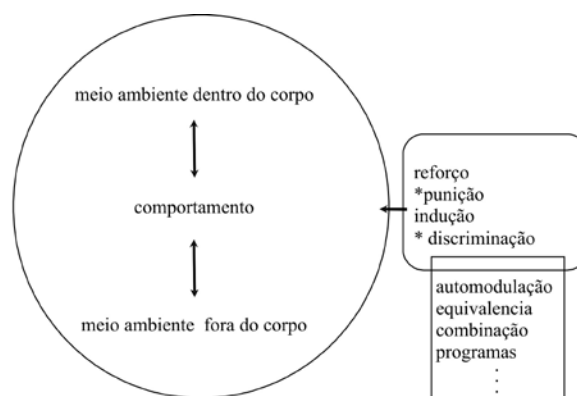 meio ambiente dentro do corpo
comportamento
meio ambiente fora do corpo
reforço
*punição
indução
* discriminação
automodulação
equivalencia
combinação
programas